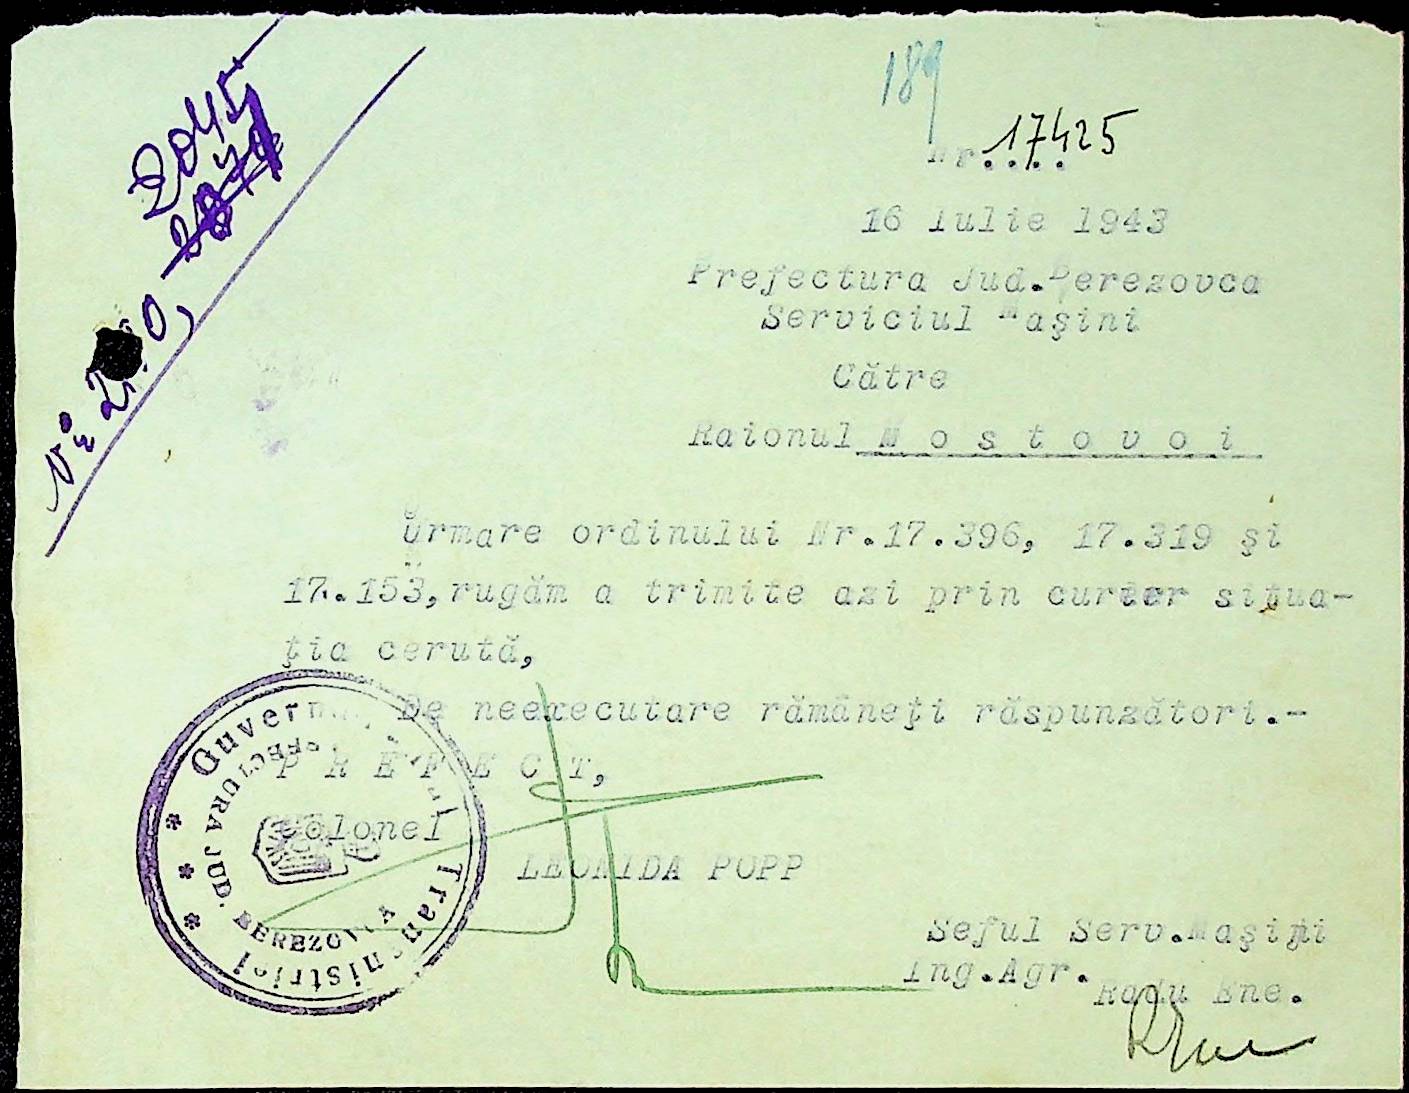 189
2045
Nr.17425
16 Iulie 1943
Prefectura Jud.Berezovca
Serviciul Maşini
Către
Raionul M o s t o v o i
Urmare ordinului Nr.17.396, 17.319 şi
17.153,rugăm a trimite azi prin curier situa-
ţia cerută,
De neexecutare rămâneţi răspunzători.-
P R E F E C T,
Colonel
LEONIDA POPP
Seful Serv.Maşini
Ing.Agr.
Radu Ene.
Guvernământul Transnistriei
PREFECTURA JUD. BEREZOVCA